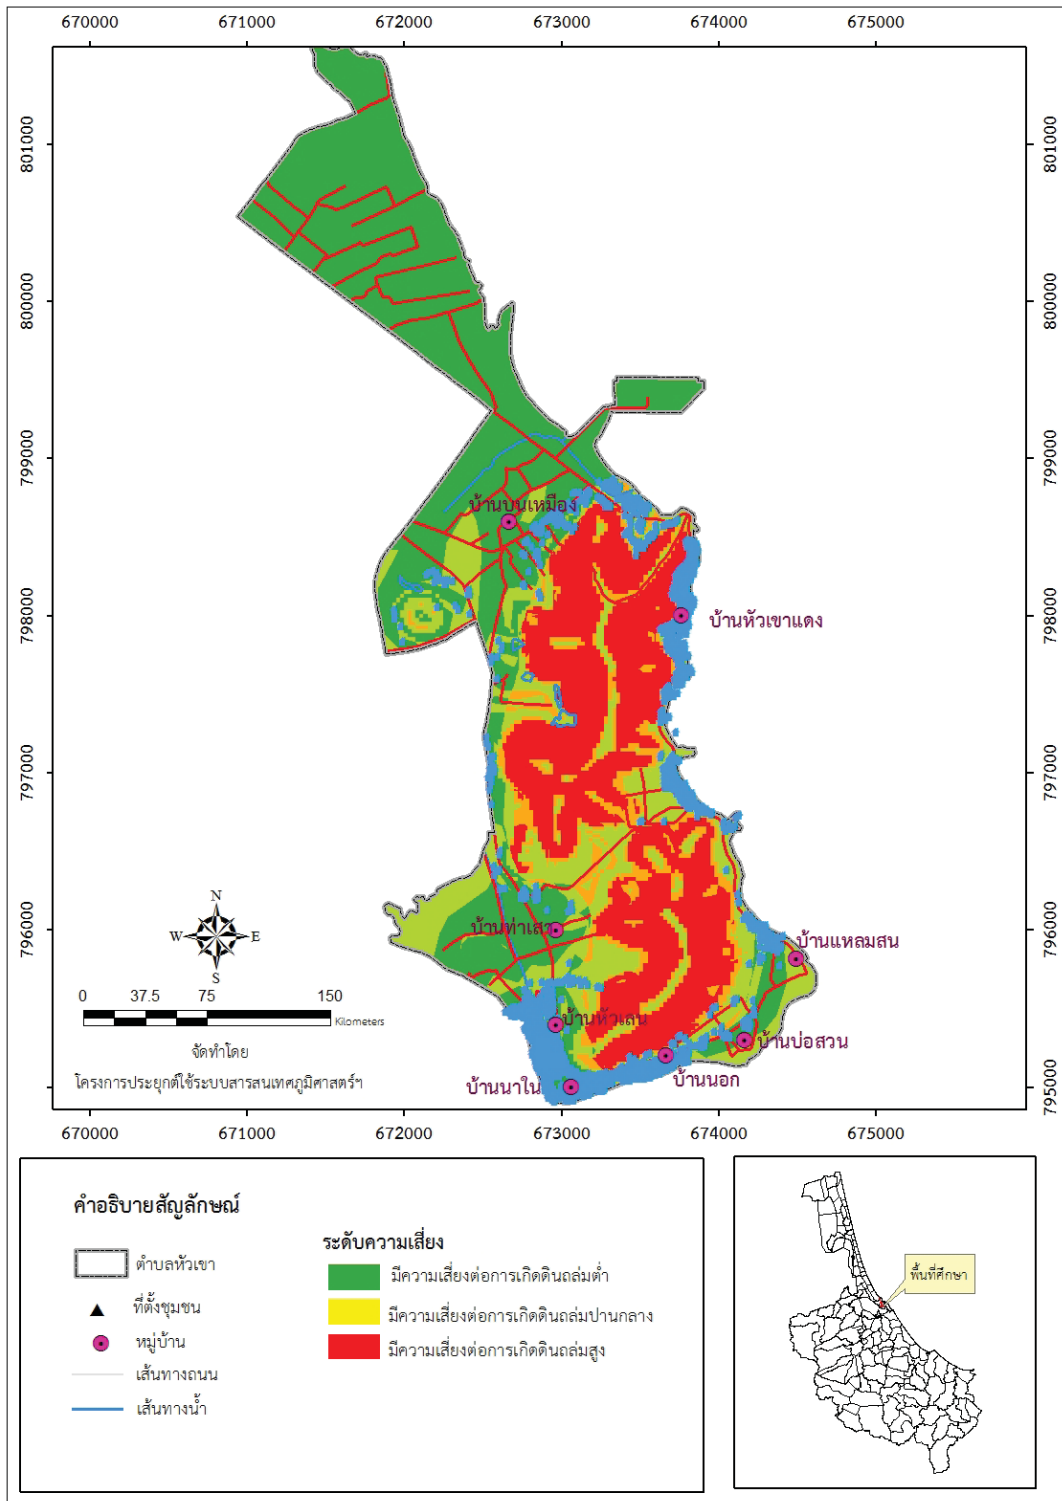 670000 671000 672000 673000 674000 675000
801000 801000
800000 800000
799000 799000
บ้านบนเหมือง
798000 798000
บ้านหัวเขาแดง
797000 797000
796000 796000
บ้านท่าเสา
บ้านแหลมสน
N
W E
S
0 37.5 75 150
Kilometers
บ้านหัวเลน
บ้านบ่อสวน
จัดทำโดย
โครงการประยุกต์ใช้ระบบสารสนเทศภูมิศาสตร์ฯ
บ้านนอก
บ้านนาใน
795000 795000
670000 671000 672000 673000 674000 675000
คำอธิบายสัญลักษณ์
ตำบลหัวเขา
ที่ตั้งชุมชน
หมู่บ้าน
เส้นทางถนน
เส้นทางน้ำ
ระดับความเสี่ยง
มีความเสี่ยงต่อการเกิดดินถล่มต่ำ
มีความเสี่ยงต่อการเกิดดินถล่มปานกลาง
มีความเสี่ยงต่อการเกิดดินถล่มสูง
พื้นที่ศึกษา